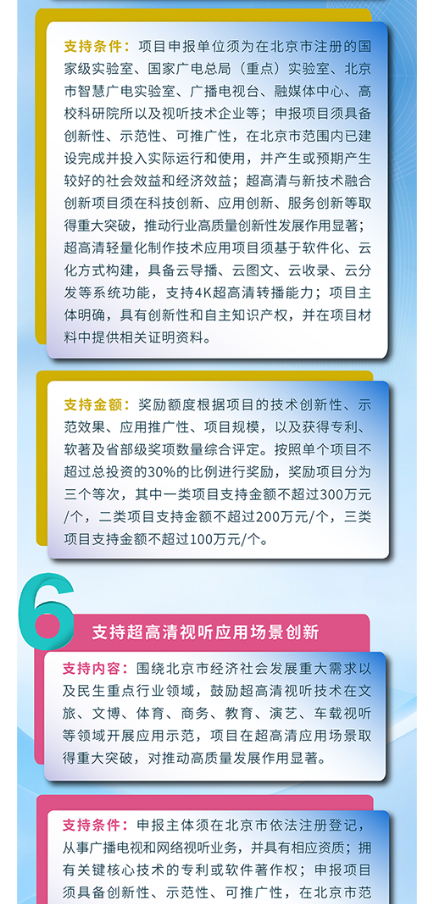 支持条件：项目申报单位须为在北京市注册的国
家级实验室、国家广电总局（重点）实验室、北京
市智慧广电实验室、广播电视台、融媒体中心、高
校科研院所以及视听技术企业等；申报项目须具备
创新性、示范性、可推广性，在北京市范围内已建
设完成并投入实际运行和使用，并产生或预期产生
较好的社会效益和经济效益；超高清与新技术融合
创新项目须在科技创新、应用创新、服务创新等取
得重大突破，推动行业高质量创新性发展作用显著；
超高清轻量化制作技术应用项目须基于软件化、云
化方式构建，具备云导播、云图文、云收录、云分
发等系统功能，支持4K超高清转播能力；项目主
体明确，具有创新性和自主知识产权，并在项目材
料中提供相关证明资料。
支持金额：奖励额度根据项目的技术创新性、示
范效果、应用推广性、项目规模，以及获得专利、
软著及省部级奖项数量综合评定。按照单个项目不
超过总投资的30%的比例进行奖励，奖励项目分为
三个等次，其中一类项目支持金额不超过300万元
/个，二类项目支持金额不超过200万元/个，三类
项目支持金额不超过100万元/个。
6
支持超高清视听应用场景创新
支持内容：围绕北京市经济社会发展重大需求以
及民生重点行业领域，鼓励超高清视听技术在文
旅、文博、体育、商务、教育、演艺、车载视听
等领域开展应用示范，项目在超高清应用场景取
得重大突破，对推动高质量发展作用显著。
支持条件：申报主体须在北京市依法注册登记，
从事广播电视和网络视听业务，并具有相应资质；拥
有关键核心技术的专利或软件著作权；申报项目
须具备创新性、示范性、可推广性，在北京市范